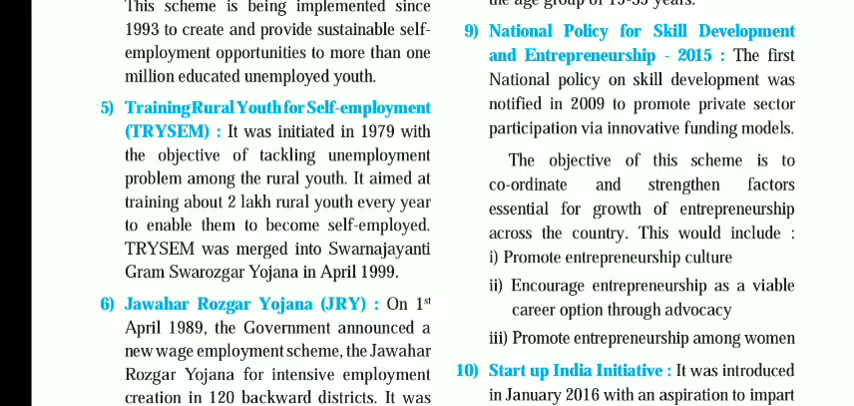 This scheme is being implemented since
1993 to create and provide sustainable self-
employment opportunities to more than one
million educated unemployed youth.
5) Training Rural Youth for Self-employment
(TRYSEM) : It was initiated in 1979 with
the objective of tackling unemployment
problem among the rural youth. It aimed at
training about 2 lakh rural youth every year
to enable them to become self-employed.
TRYSEM was merged into Swarnajayanti
Gram Swarozgar Yojana in April 1999.
6) Jawahar Rozgar Yojana (JRY) : On 1st
April 1989, the Government announced a
new wage employment scheme, the Jawahar
Rozgar Yojana for intensive employment
creation in 120 backward districts. It was
the age group of 15-35 years.
9) National Policy for Skill Development
and Entrepreneurship - 2015 : The first
National policy on skill development was
notified in 2009 to promote private sector
participation via innovative funding models.
The objective of this scheme is to
co-ordinate and strengthen factors
essential for growth of entrepreneurship
across the country. This would include :
i) Promote entrepreneurship culture
ii) Encourage entrepreneurship as a viable
career option through advocacy
iii) Promote entrepreneurship among women
10) Start up India Initiative : It was introduced
in January 2016 with an aspiration to impart